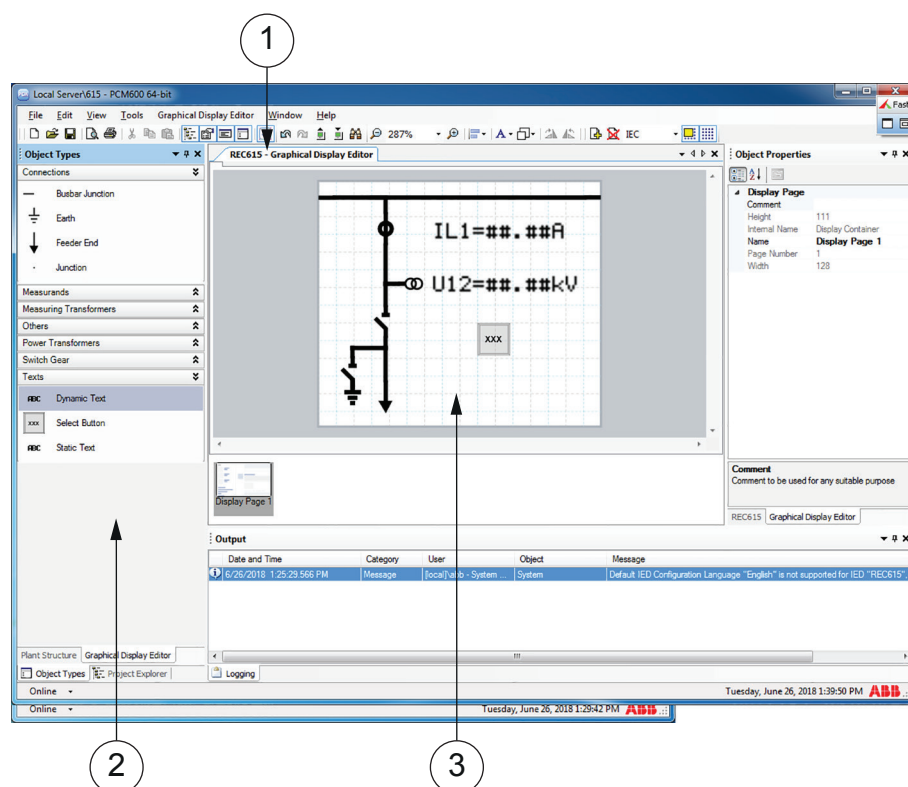 1
Local Server\615 - PCM600 64-bit
Fast
File Edit View Tools Graphical Display Editor Window Help
287% A IEC
Object Types
REC615 - Graphical Display Editor
Object Properties
Connections
Busbar Junction
Earth
Feeder End
Junction
Measurands
Measuring Transformers
Others
Power Transformers
Switch Gear
Texts
ABC Dynamic Text
xxx Select Button
ABC Static Text
IL1=##.##A
U12=##.##kV
xxx
Display Page
Comment
Height 111
Internal Name Display Container
Name Display Page 1
Page Number 1
Width 128
Comment
Comment to be used for any suitable purpose
REC615 Graphical Display Editor
Display Page 1
Output
Date and Time Category User Object Message
6/26/2018 1:25:29.566 PM Message [local]\abb - System ... System Default IED Configuration Language "English" is not supported for IED "REC615",
Plant Structure Graphical Display Editor
Object Types Project Explorer
Logging
Online Tuesday, June 26, 2018 1:39:50 PM ABB
Online Tuesday, June 26, 2018 1:29:42 PM ABB
2
3